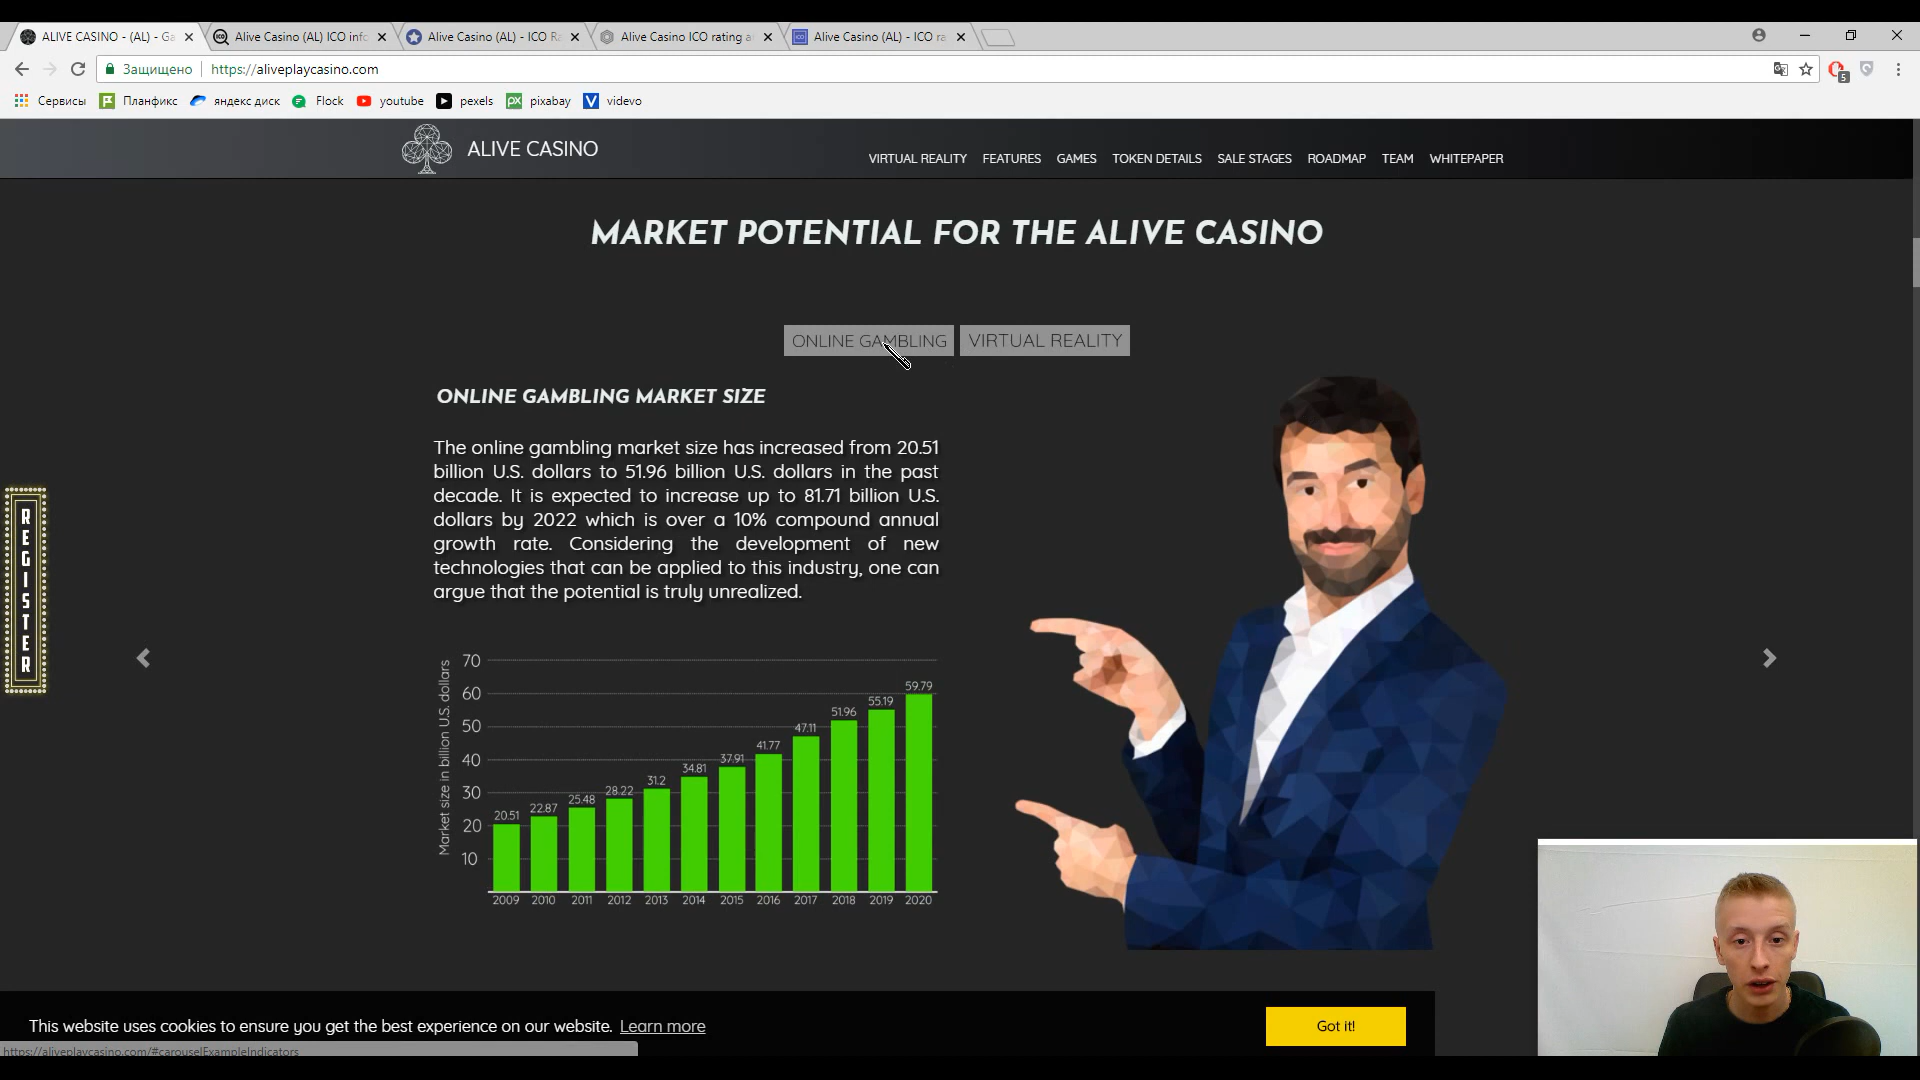 ALIVE CASINO - (AL) - Ga
Alive Casino (AL) ICO info
Alive Casino (AL) - ICO Ra
Alive Casino ICO rating a
Alive Casino (AL) - ICO ra
Защищено
https://aliveplaycasino.com
5
Сервисы
Планфикс
яндекс диск
Flock
youtube
pexels
px
pixabay
videvo
ALIVE CASINO
VIRTUAL REALITY
FEATURES
GAMES
TOKEN DETAILS
SALE STAGES
ROADMAP
TEAM
WHITEPAPER
MARKET POTENTIAL FOR THE ALIVE CASINO
ONLINE GAMBLING
VIRTUAL REALITY
ONLINE GAMBLING MARKET SIZE
The online gambling market size has increased from 20.51
billion U.S. dollars to 51.96 billion U.S. dollars in the past
decade. It is expected to increase up to 81.71 billion U.S.
dollars by 2022 which is over a 10% compound annual
growth rate. Considering the development of new
technologies that can be applied to this industry, one can
argue that the potential is truly unrealized.
REGISTER
Market size in billion U.S. dollars
70
60
50
40
30
20
10
20.51
22.87
25.48
28.22
31.2
34.81
37.91
41.77
47.11
51.96
55.19
59.79
2009 2010 2011 2012 2013 2014 2015 2016 2017 2018 2019 2020
This website uses cookies to ensure you get the best experience on our website. Learn more
Got it!
https://aliveplaycasino.com/#carouselExampleIndicators